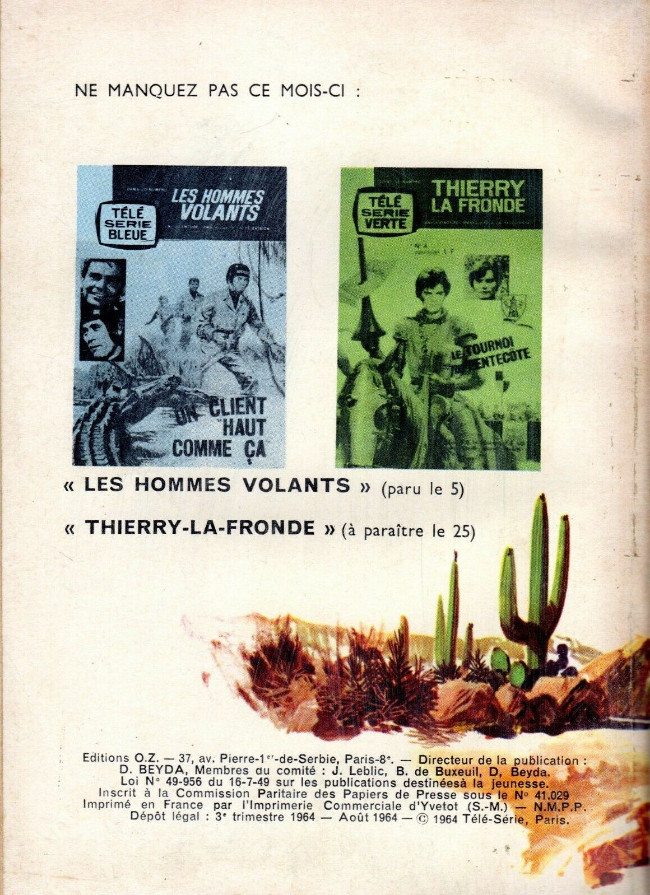 NE MANQUEZ PAS CE MOIS-CI :
LES HOMMES
VOLANTS
TÉLÉ
SERIE
BLEUE
UN CLIENT
"HAUT
COMME ÇA"
THIERRY
LA FRONDE
TÉLÉ
SERIE
VERTE
N° 4
LE TOURNOI
PENTECOTE
« LES HOMMES VOLANTS » (paru le 5)
« THIERRY-LA-FRONDE » (à paraître le 25)
Editions O.Z. — 37, av. Pierre-1er-de-Serbie, Paris-8e. — Directeur de la publication :
D. BEYDA, Membres du comité : J. Leblic, B. de Buxeuil, D, Beyda.
Loi N° 49-956 du 16-7-49 sur les publications destinéesà la jeunesse.
Inscrit à la Commission Paritaire des Papiers de Presse sous le N° 41.029
Imprimé en France par l'Imprimerie Commerciale d'Yvetot (S.-M.) — N.M.P.P.
Dépôt légal : 3e trimestre 1964 — Août 1964 — © 1964 Télé-Série, Paris.